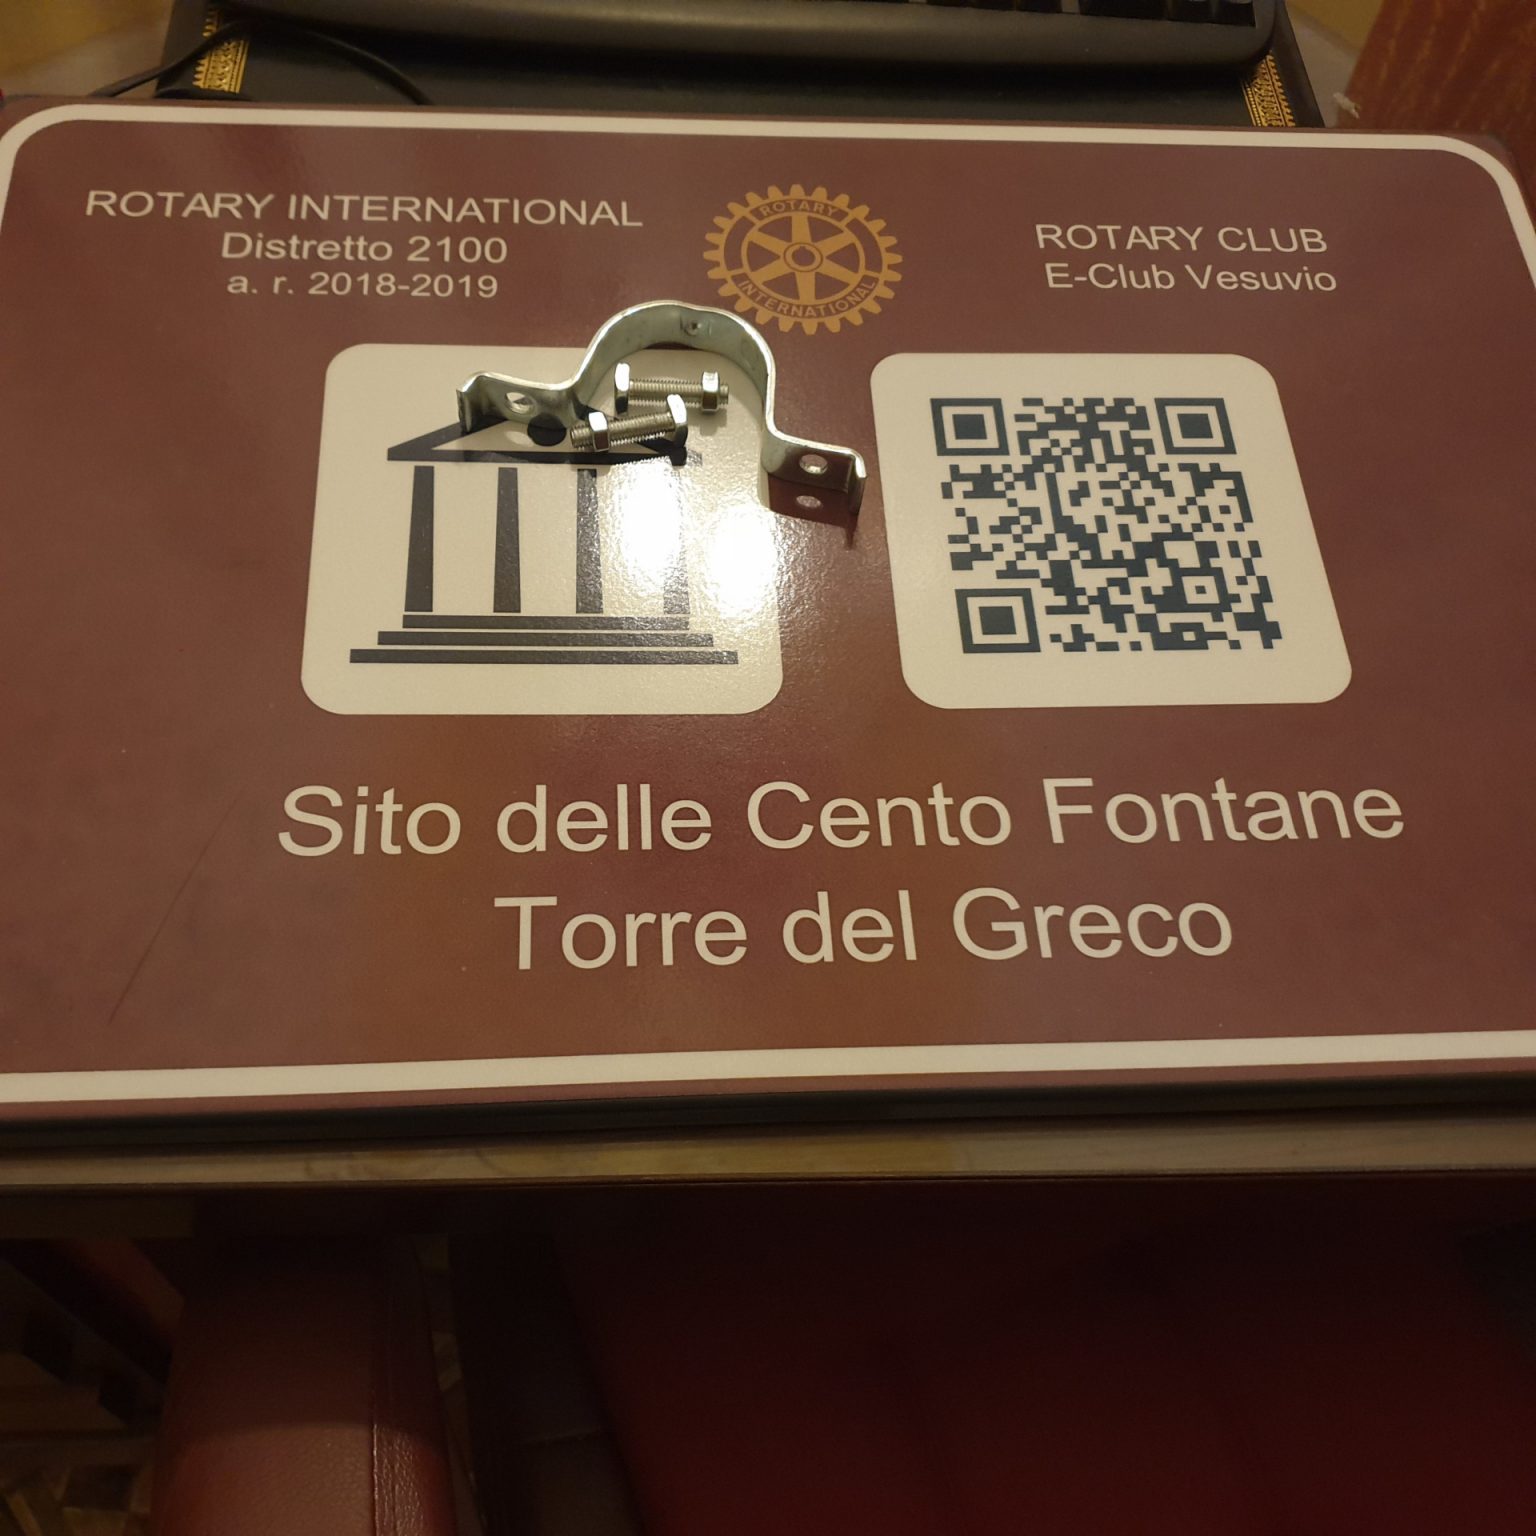 ROTARY INTERNATIONAL
Distretto 2100
a. r. 2018-2019
ROTARY
INTERNATIONAL
ROTARY CLUB
E-Club Vesuvio
Sito delle Cento Fontane
Torre del Greco